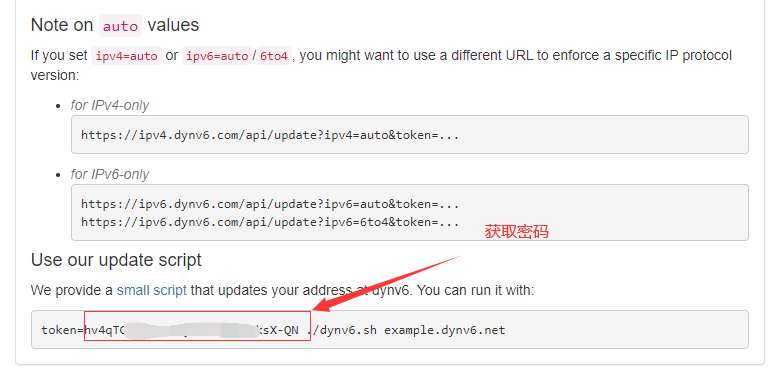 Note on auto values
If you set ipv4=auto or ipv6=auto/6to4, you might want to use a different URL to enforce a specific IP protocol
version:
• for IPv4-only
https://ipv4.dynv6.com/api/update?ipv4=auto&token=...
• for IPv6-only
https://ipv6.dynv6.com/api/update?ipv6=auto&token=...
https://ipv6.dynv6.com/api/update?ipv6=6to4&token=...
获取密码
Use our update script
We provide a small script that updates your address at dynv6. You can run it with:
token=hv4qTC ksX-QN ./dynv6.sh example.dynv6.net